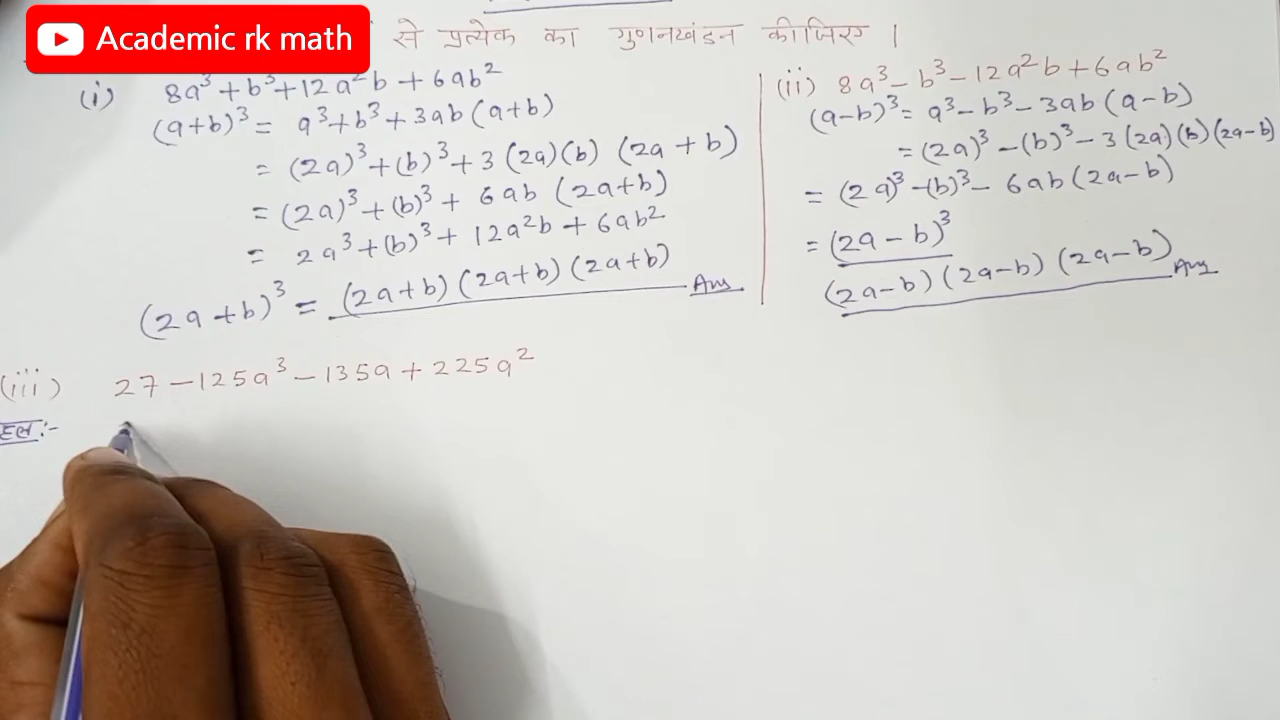 Academic rk math
से प्रत्येक का गुणनखंडन कीजिए ।
(i) 8a³ + b³ + 12a²b + 6ab²
(a+b)³ = a³+b³+3ab(a+b)
= (2a)³+(b)³+3(2a)(b) (2a+b)
= (2a)³+(b)³+ 6ab (2a+b)
= 2a³+(b)³+ 12a²b + 6ab²
(2a+b)³ = (2a+b)(2a+b)(2a+b) Ans
(ii) 8a³ - b³ - 12a²b + 6ab²
(a-b)³ = a³ - b³ - 3ab(a-b)
= (2a)³ - (b)³ - 3(2a)(b)(2a-b)
= (2a)³ - (b)³ - 6ab(2a-b)
= (2a - b)³
(2a-b)(2a-b)(2a-b) Ans
(iii) 27 - 125a³ - 135a + 225a²
हल :-